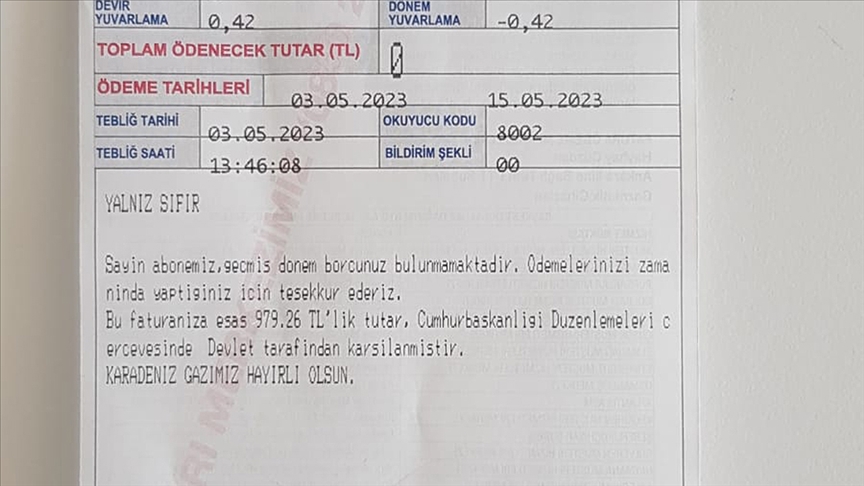 DEVİR DÖNEM
YUVARLAMA 0,42 YUVARLAMA -0,42
TOPLAM ÖDENECEK TUTAR (TL) 0
ÖDEME TARİHLERİ 03.05.2023 15.05.2023
TEBLİĞ TARİHİ 03.05.2023 OKUYUCU KODU 8002
TEBLİĞ SAATİ 13:46:08 BİLDİRİM ŞEKLİ 00
YALNIZ SIFIR
Sayin abonemiz,gecmis donem borcunuz bulunmamaktadir. Odemelerinizi zama
ninda yaptiginiz icin tesekkur ederiz.
Bu faturaniza esas 979.26 TL'lik tutar, Cumhurbaskanligi Duzenlemeleri c
ercevesinde Devlet tarafindan karsilanmistir.
KARADENIZ GAZIMIZ HAYIRLI OLSUN.